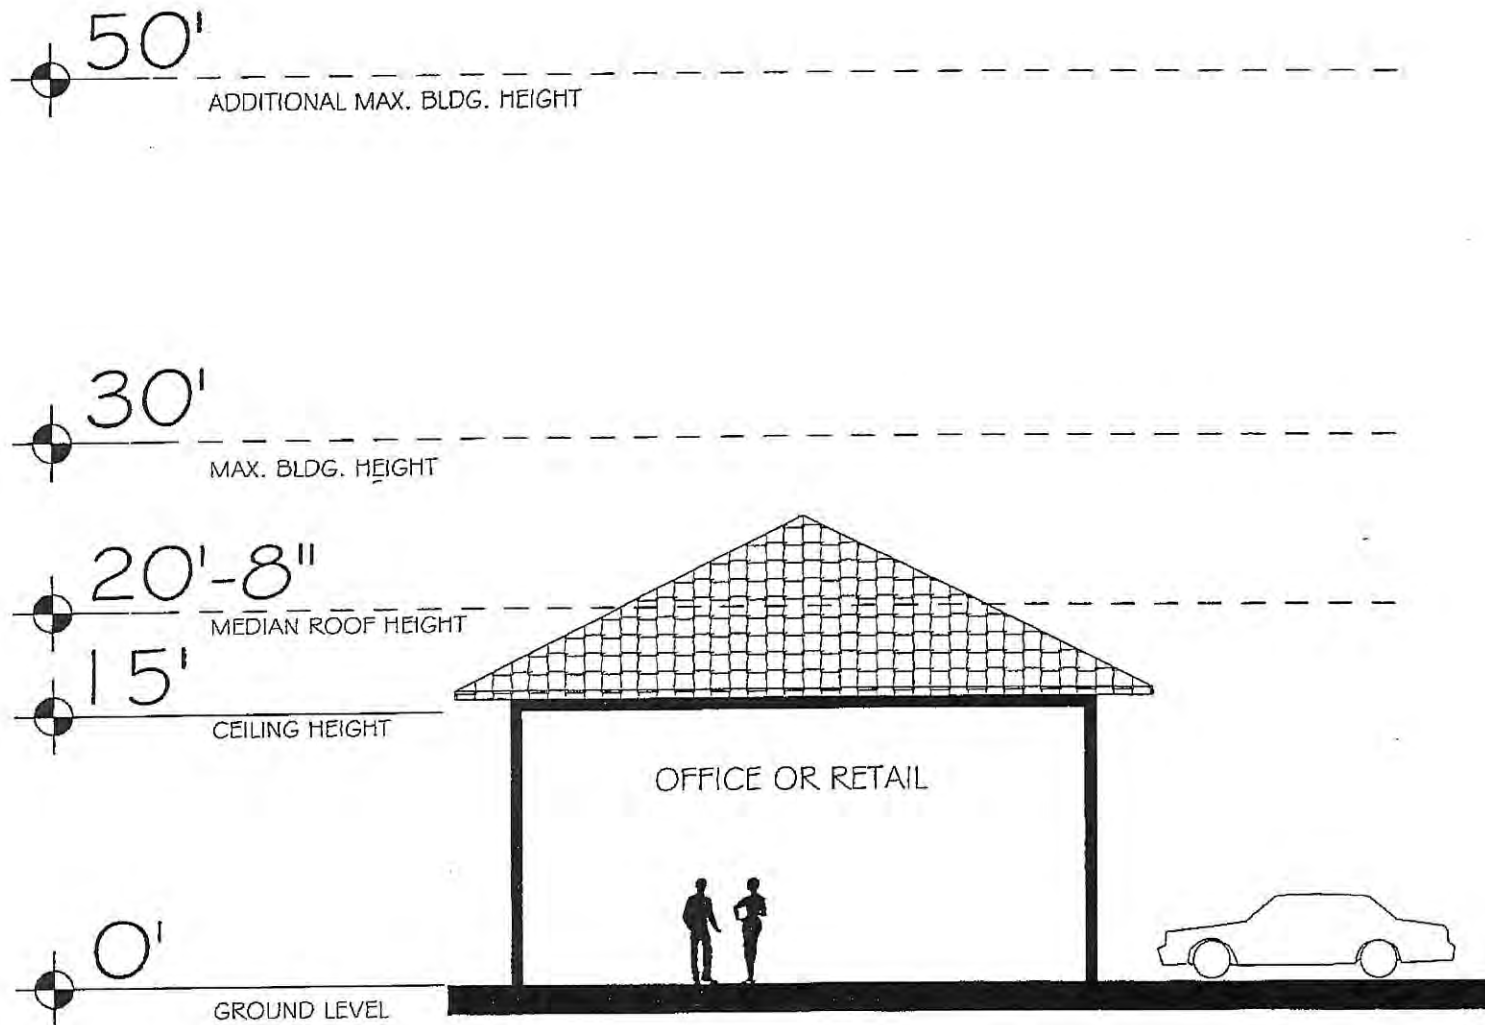 50'
ADDITIONAL MAX. BLDG. HEIGHT
30'
MAX. BLDG. HEIGHT
20'-8"
MEDIAN ROOF HEIGHT
15'
CEILING HEIGHT
OFFICE OR RETAIL
0'
GROUND LEVEL